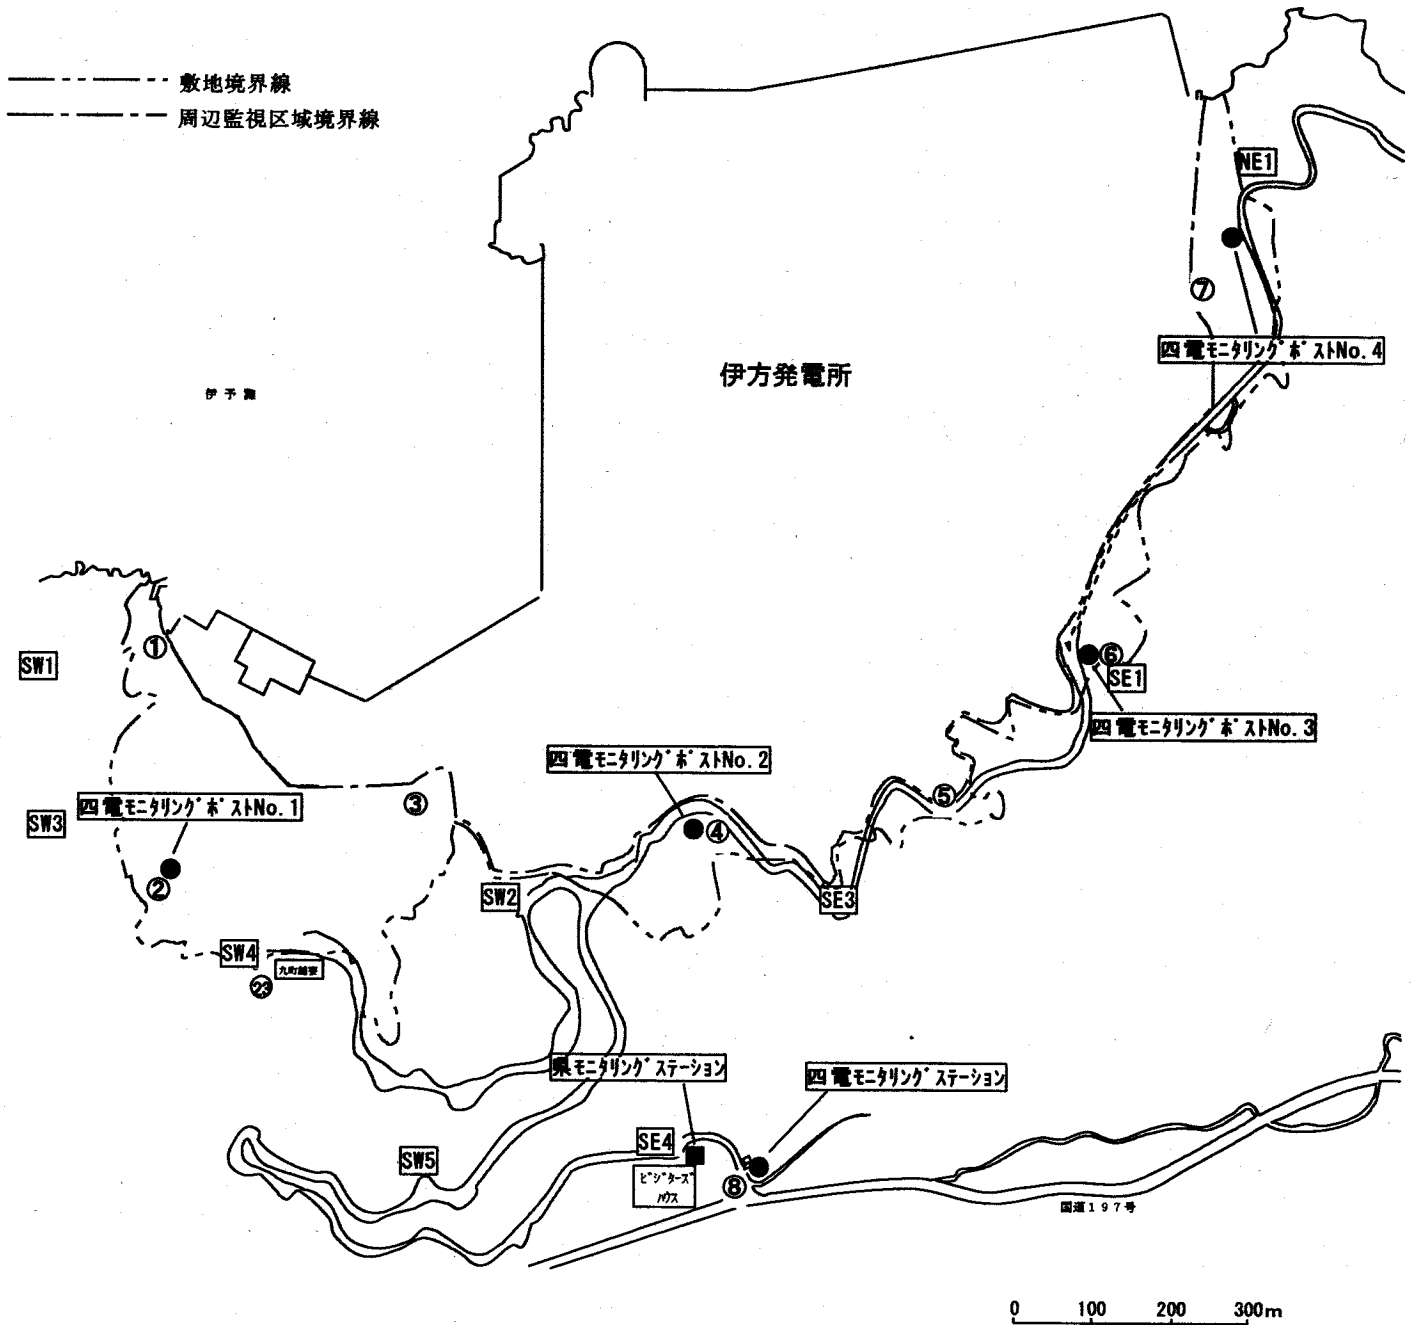 敷地境界線
周辺監視区域境界線
NE1
⑦
四電モニタリングポストNo.4
伊方発電所
伊予灘
①
SW1
⑥
SE1
四電モニタリングポストNo.3
四電モニタリングポストNo.2
⑤
四電モニタリングポストNo.1
③
SW3
④
②
SW2
SE3
SW4
㉓
県モニタリングステーション
四電モニタリングステーション
SE4
SW5
ビジターズ
ハウス
⑧
国道197号
0 100 200 300m